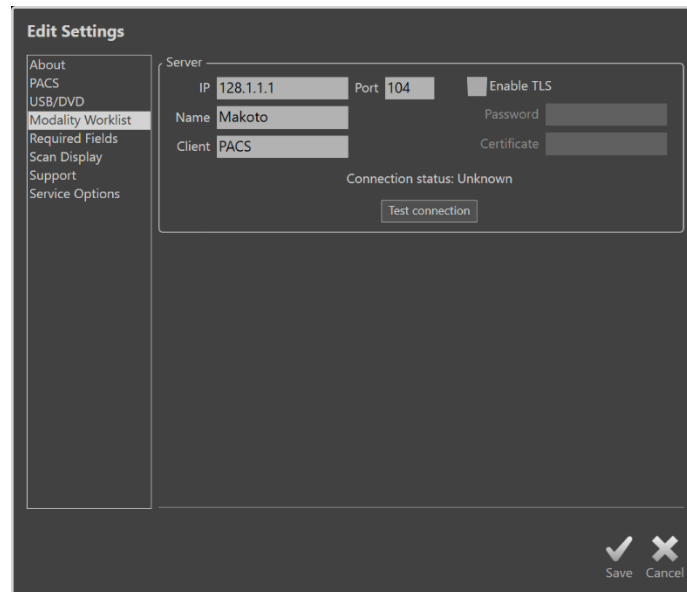 Edit Settings
About
PACS
USB/DVD
Modality Worklist
Required Fields
Scan Display
Support
Service Options
Server
IP 128.1.1.1 Port 104 Enable TLS
Name Makoto Password
Client PACS Certificate
Connection status: Unknown
Test connection
Save Cancel